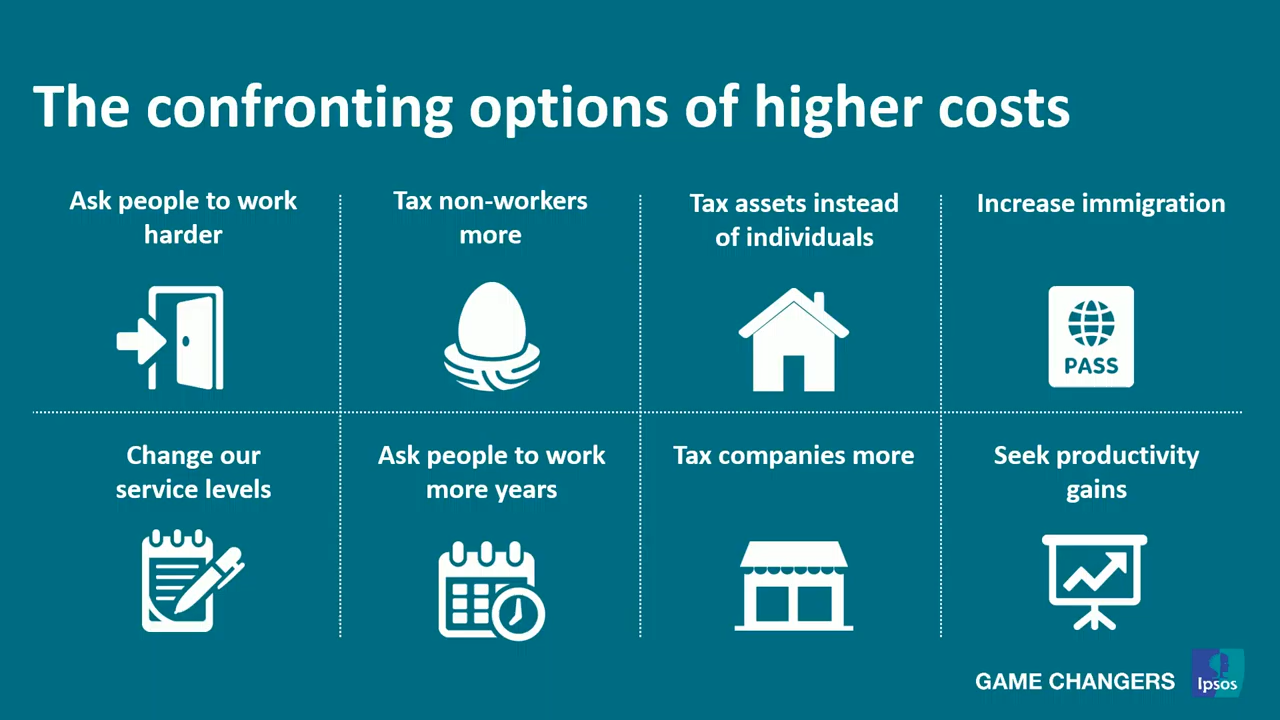 The confronting options of higher costs
Ask people to work
harder
Tax non-workers
more
Tax assets instead
of individuals
Increase immigration
PASS
Change our
service levels
Ask people to work
more years
Tax companies more
Seek productivity
gains
GAME CHANGERS
Ipsos